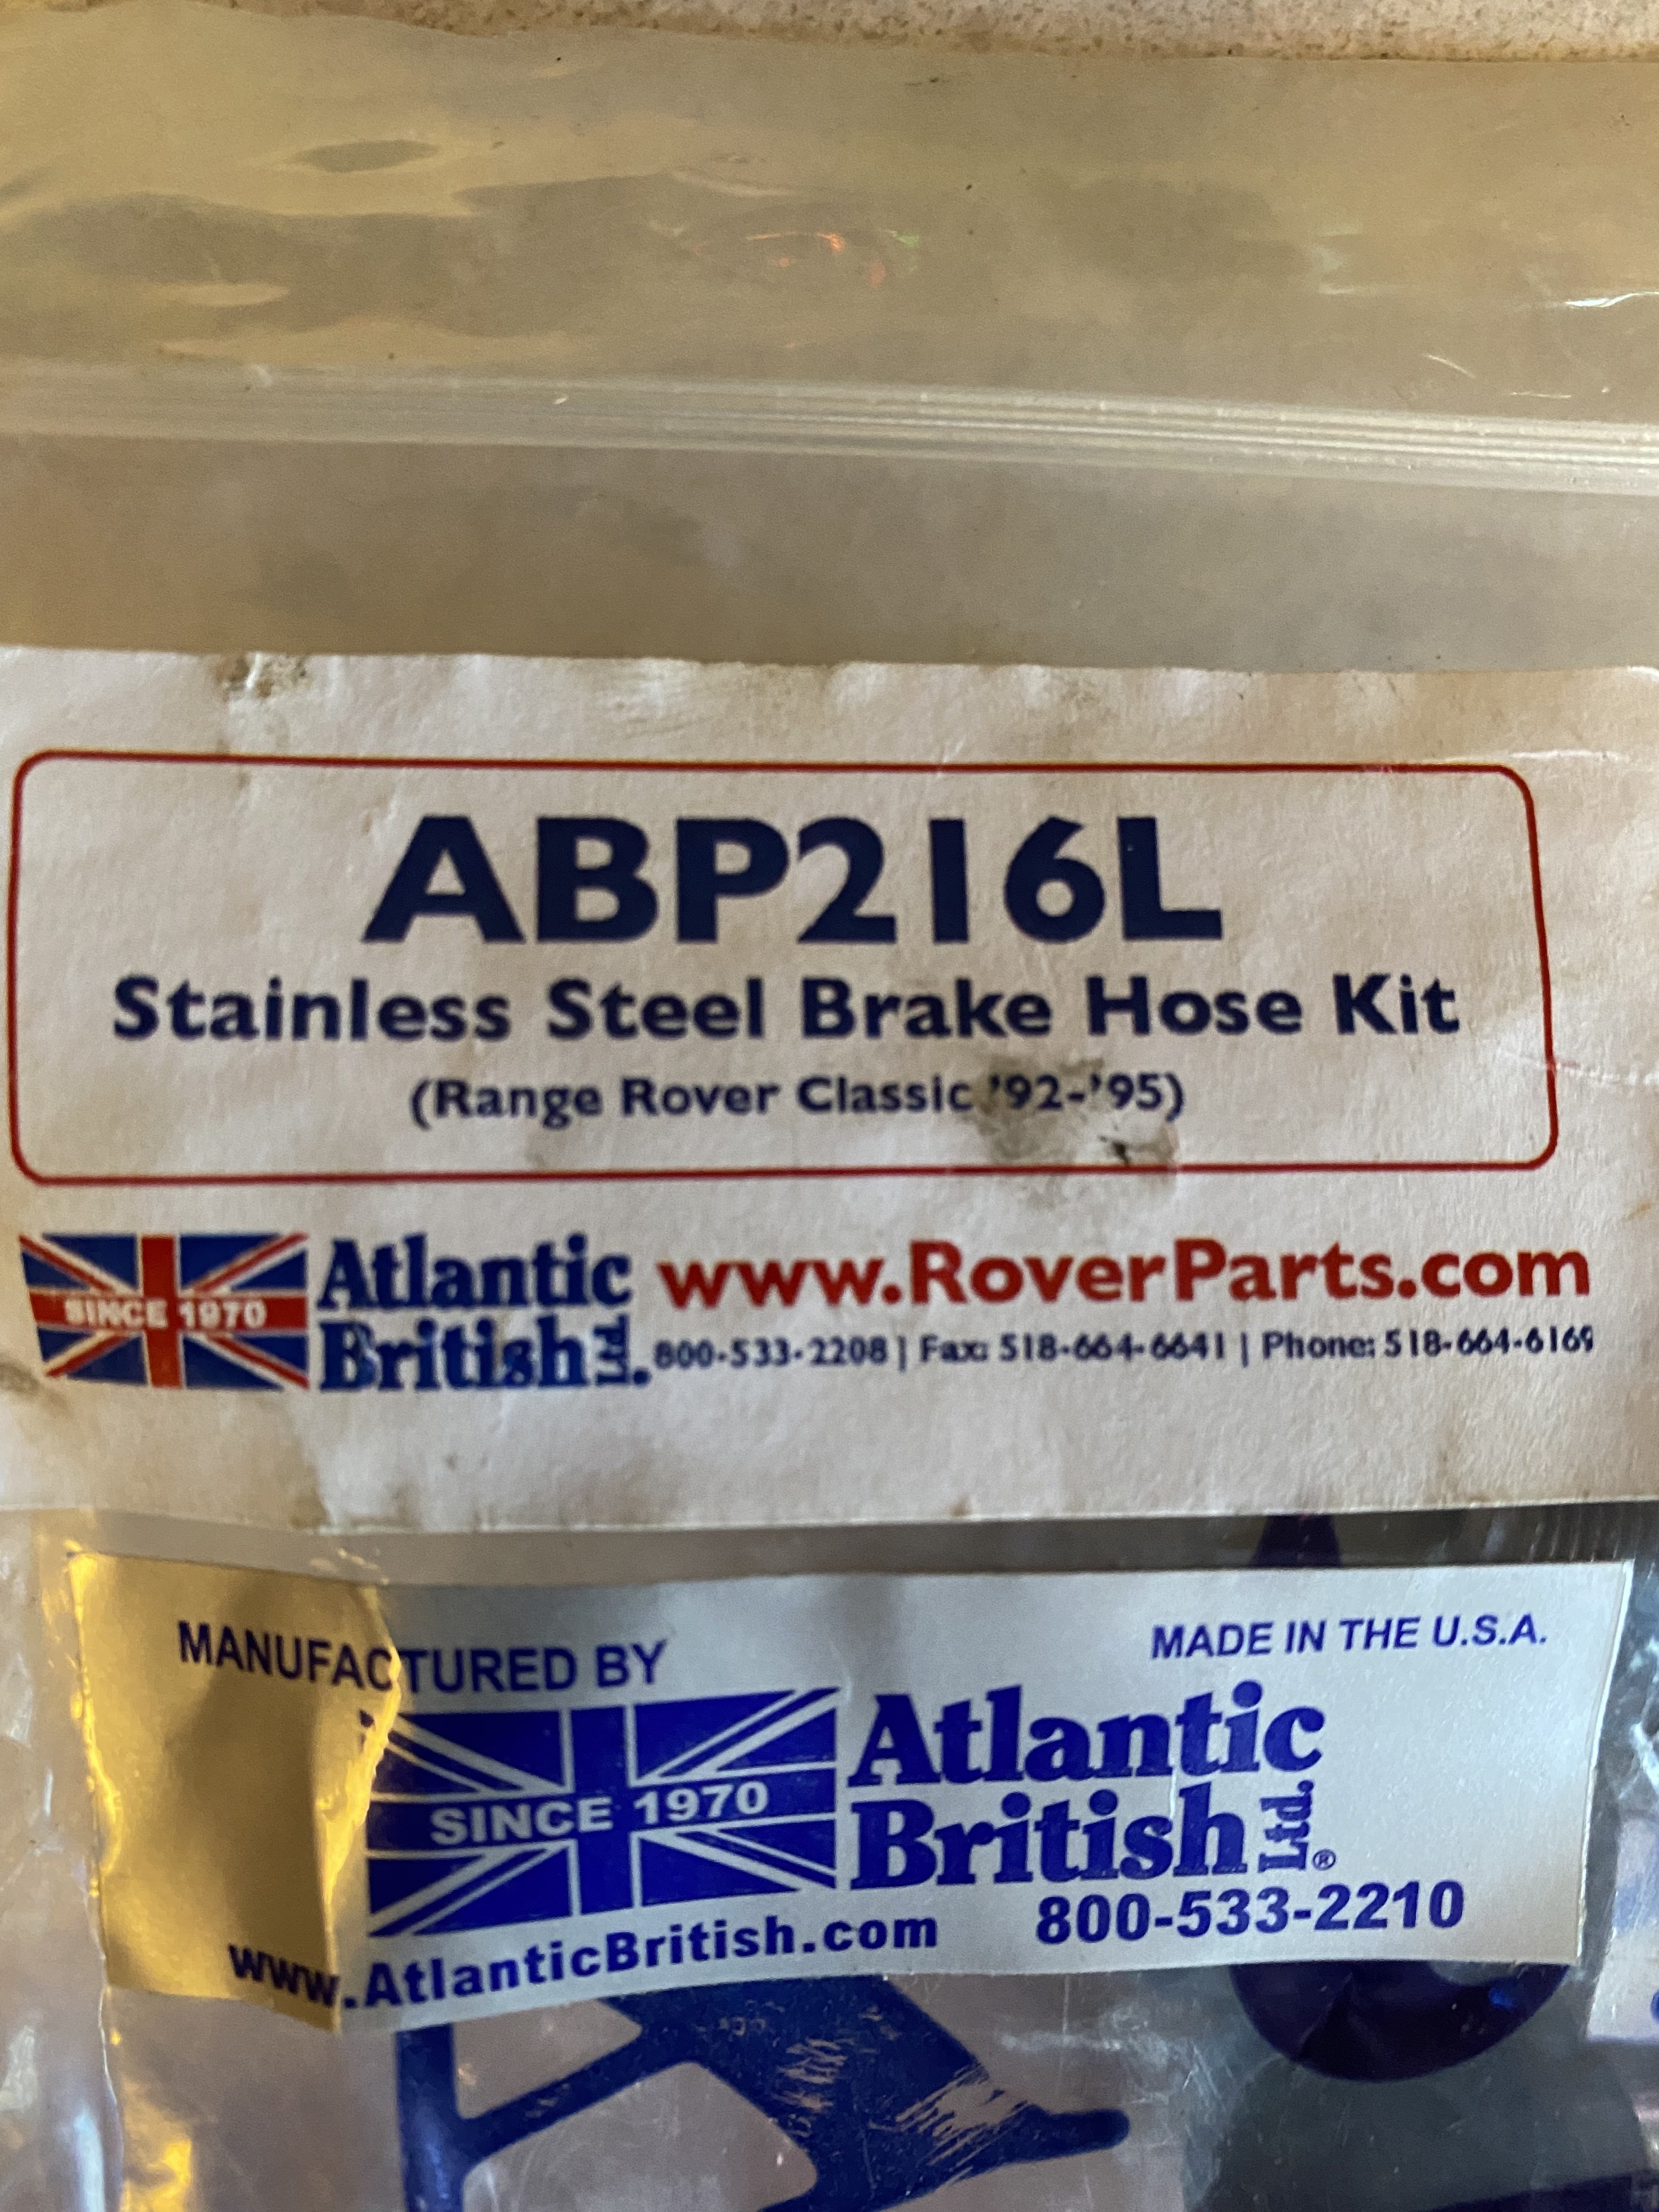 ABP216L
Stainless Steel Brake Hose Kit
(Range Rover Classic '92-'95)
SINCE 1970
Atlantic
British Ltd.
www.RoverParts.com
800-533-2208 | Fax: 518-664-6641 | Phone: 518-664-6169
MANUFACTURED BY
MADE IN THE U.S.A.
SINCE 1970
Atlantic
British Ltd.®
www.AtlanticBritish.com 800-533-2210